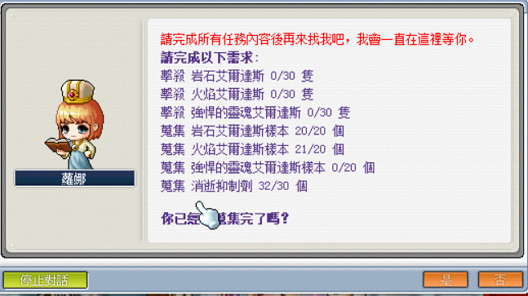 請完成所有任務內容後再來找我吧，我會一直在這裡等你。
請完成以下需求:
擊殺 岩石艾爾達斯 0/30 隻
擊殺 火焰艾爾達斯 0/30 隻
擊殺 強悍的靈魂艾爾達斯 0/30 隻
蒐集 岩石艾爾達斯樣本 20/20 個
蒐集 火焰艾爾達斯樣本 21/20 個
蒐集 強悍的靈魂艾爾達斯樣本 0/20 個
蒐集 消逝抑制劑 32/30 個
你已經 蒐集完了嗎?
蘿娜
停止對話
是
否